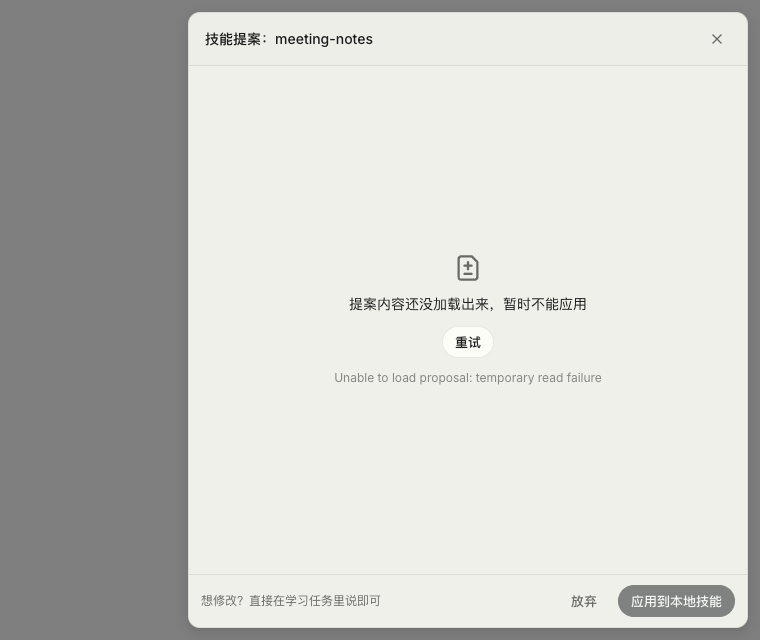 技能提案：meeting-notes
提案内容还没加载出来，暂时不能应用
重试
Unable to load proposal: temporary read failure
想修改？直接在学习任务里说即可
放弃
应用到本地技能